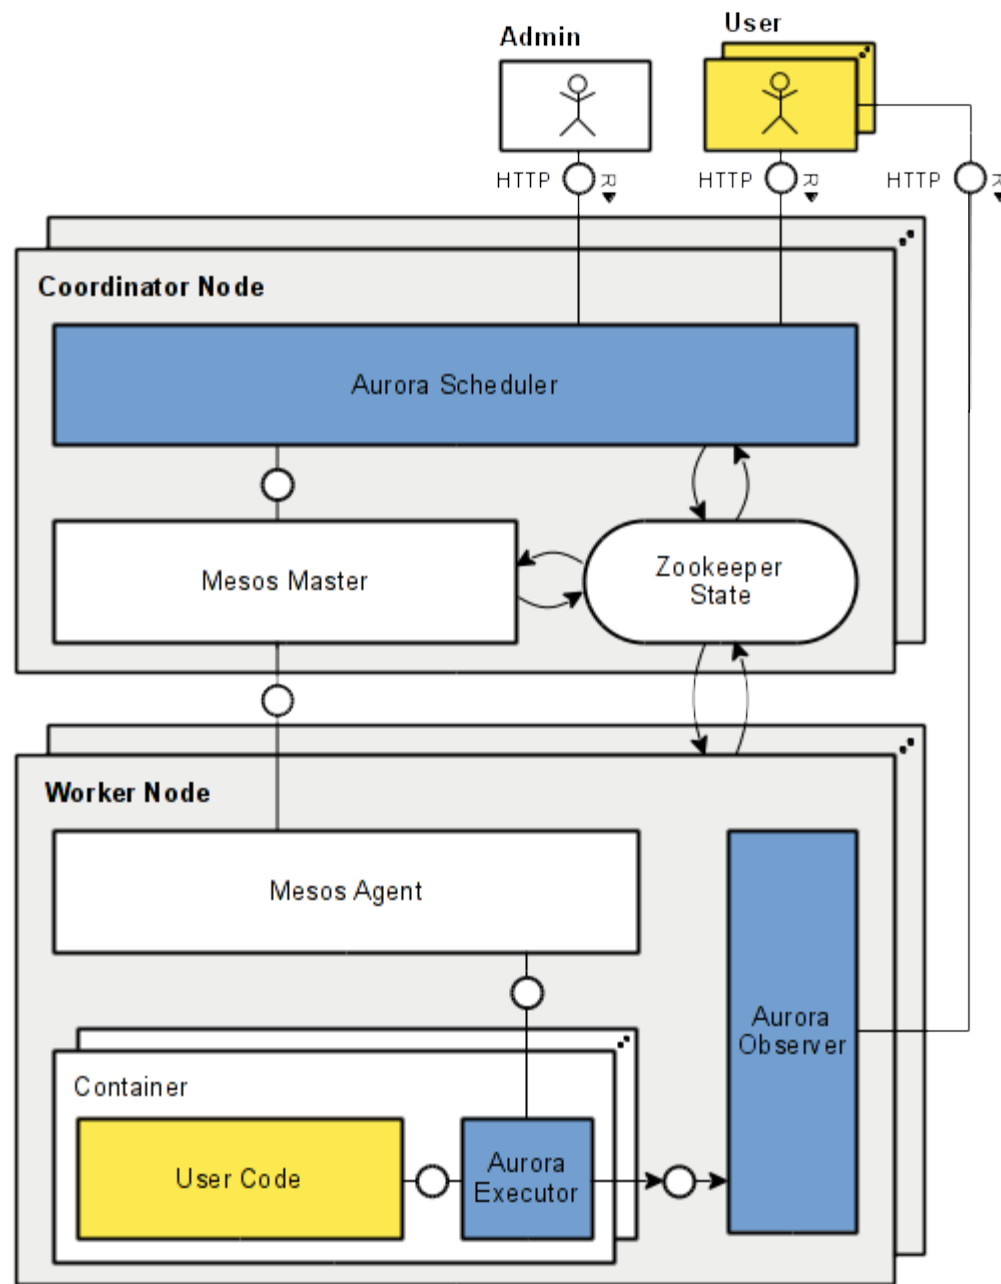 Admin
User
HTTP R
HTTP R
HTTP R
Coordinator Node
Aurora Scheduler
Mesos Master
Zookeeper
State
Worker Node
Mesos Agent
Aurora
Observer
Container
User Code
Aurora
Executor